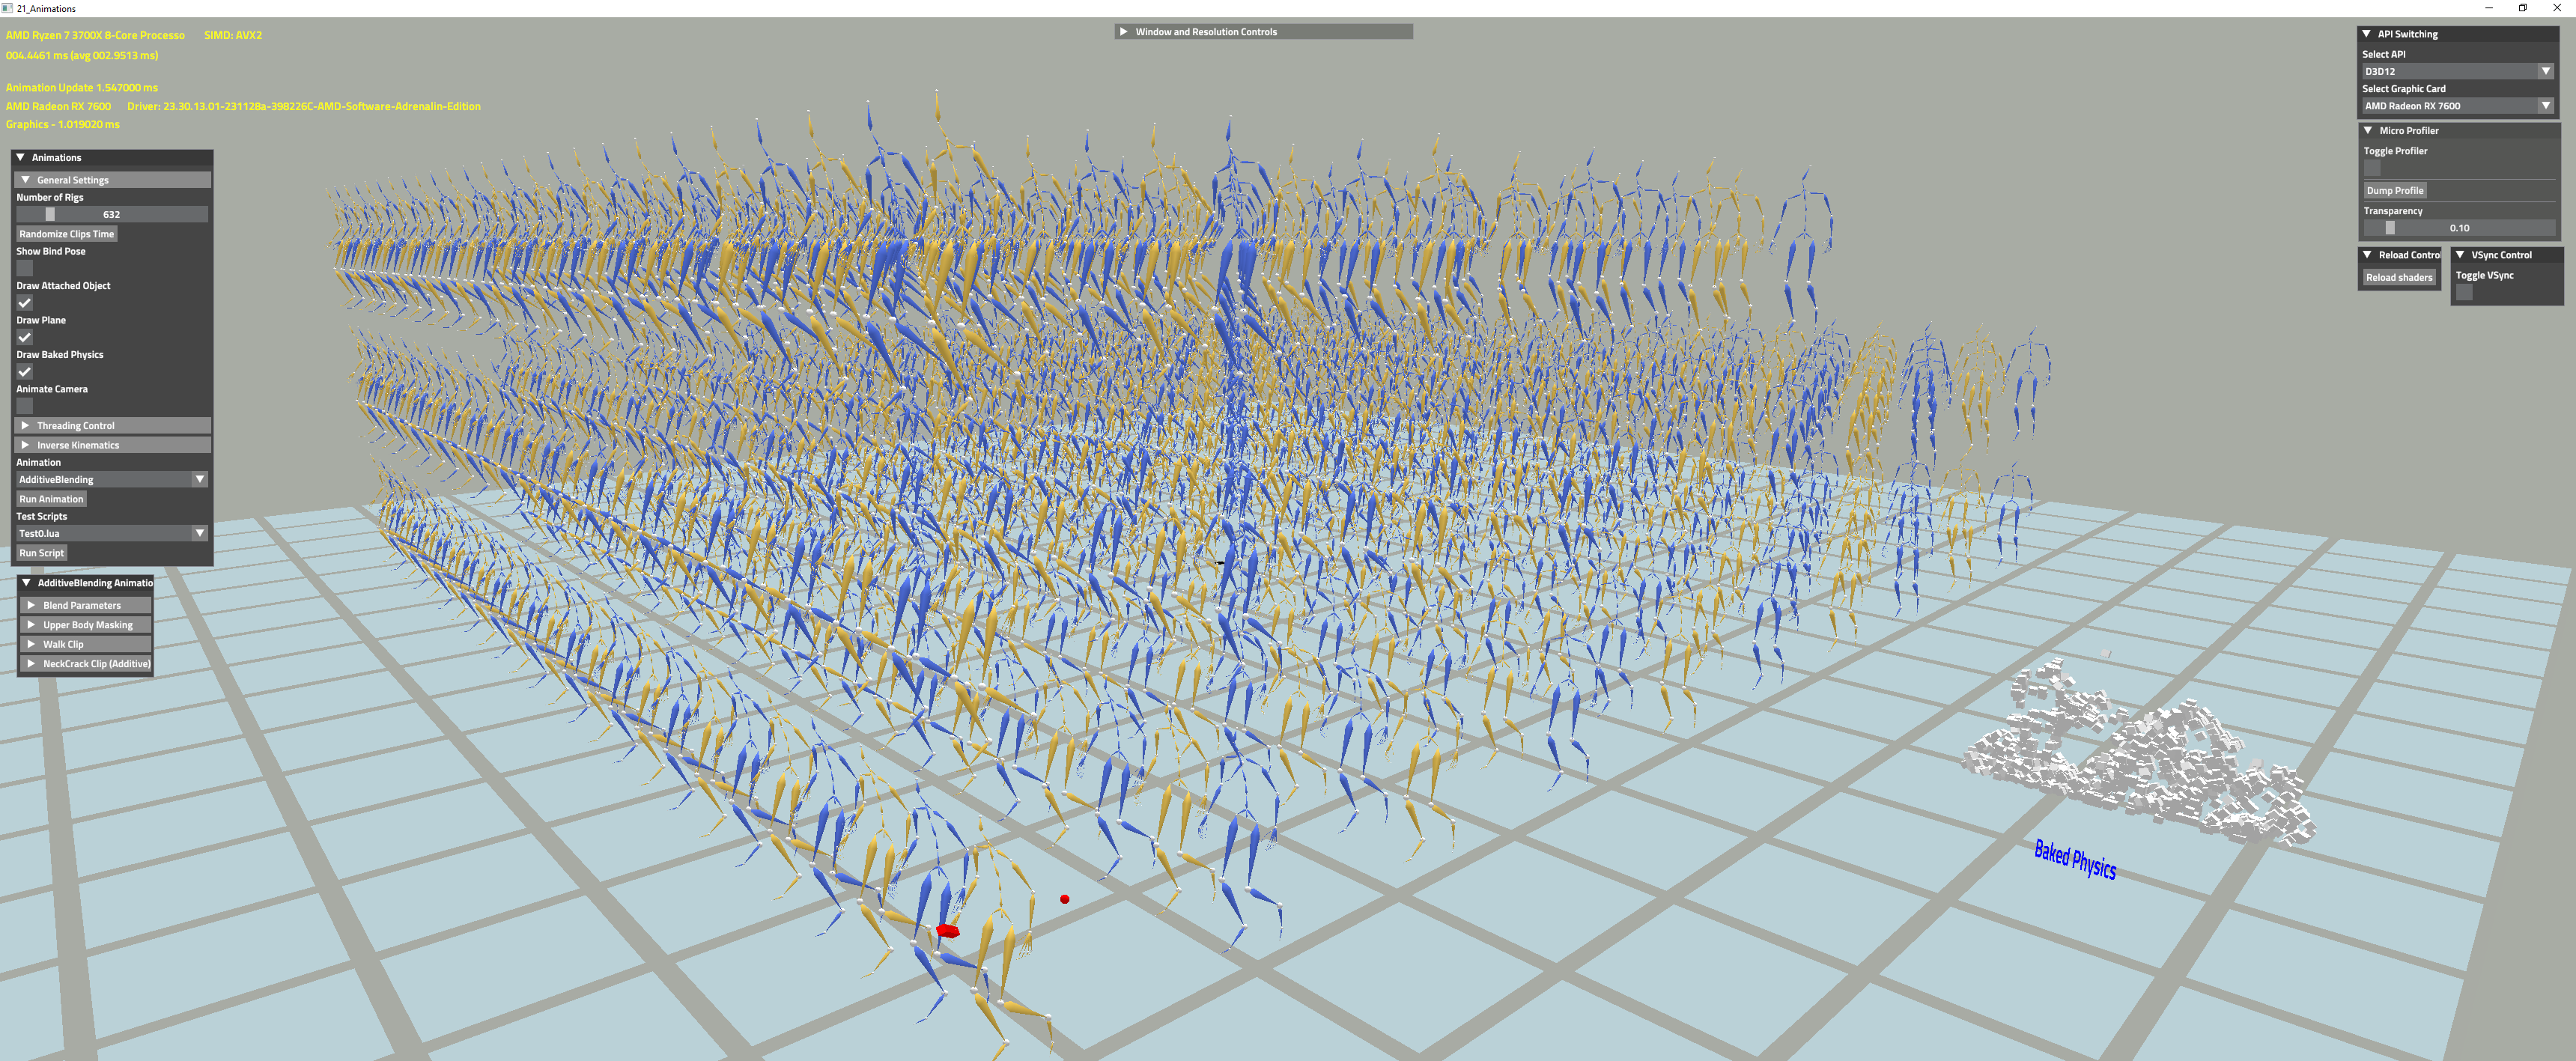 21_Animations
AMD Ryzen 7 3700X 8-Core Processo SIMD: AVX2
004.4461 ms (avg 002.9513 ms)
Animation Update 1.547000 ms
AMD Radeon RX 7600 Driver: 23.30.13.01-231128a-398226C-AMD-Software-Adrenalin-Edition
Graphics - 1.019020 ms
Animations
General Settings
Number of Rigs
632
Randomize Clips Time
Show Bind Pose
Draw Attached Object
Draw Plane
Draw Baked Physics
Animate Camera
Threading Control
Inverse Kinematics
Animation
AdditiveBlending
Run Animation
Test Scripts
Test0.lua
Run Script
AdditiveBlending Animatio
Blend Parameters
Upper Body Masking
Walk Clip
NeckCrack Clip (Additive)
Window and Resolution Controls
API Switching
Select API
D3D12
Select Graphic Card
AMD Radeon RX 7600
Micro Profiler
Toggle Profiler
Dump Profile
Transparency
0.10
Reload Contro
Reload shaders
VSync Control
Toggle VSync
Baked Physics